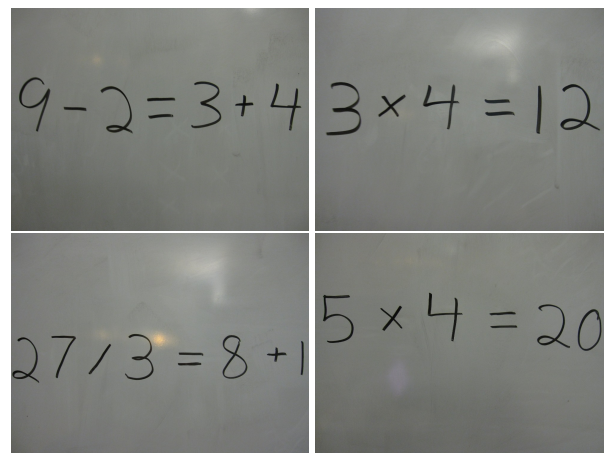 9 - 2 = 3 + 4
3 × 4 = 12
27 / 3 = 8 + 1
5 × 4 = 20